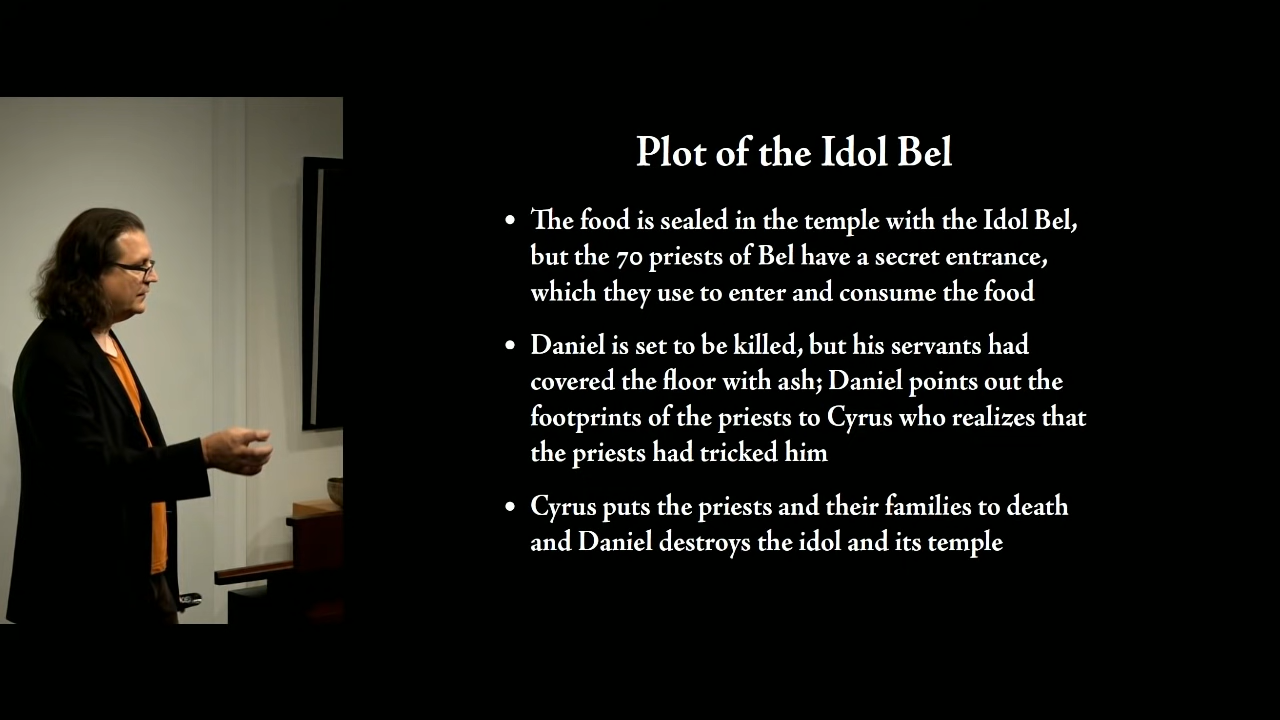 Plot of the Idol Bel
• The food is sealed in the temple with the Idol Bel,
but the 70 priests of Bel have a secret entrance,
which they use to enter and consume the food
• Daniel is set to be killed, but his servants had
covered the floor with ash; Daniel points out the
footprints of the priests to Cyrus who realizes that
the priests had tricked him
• Cyrus puts the priests and their families to death
and Daniel destroys the idol and its temple